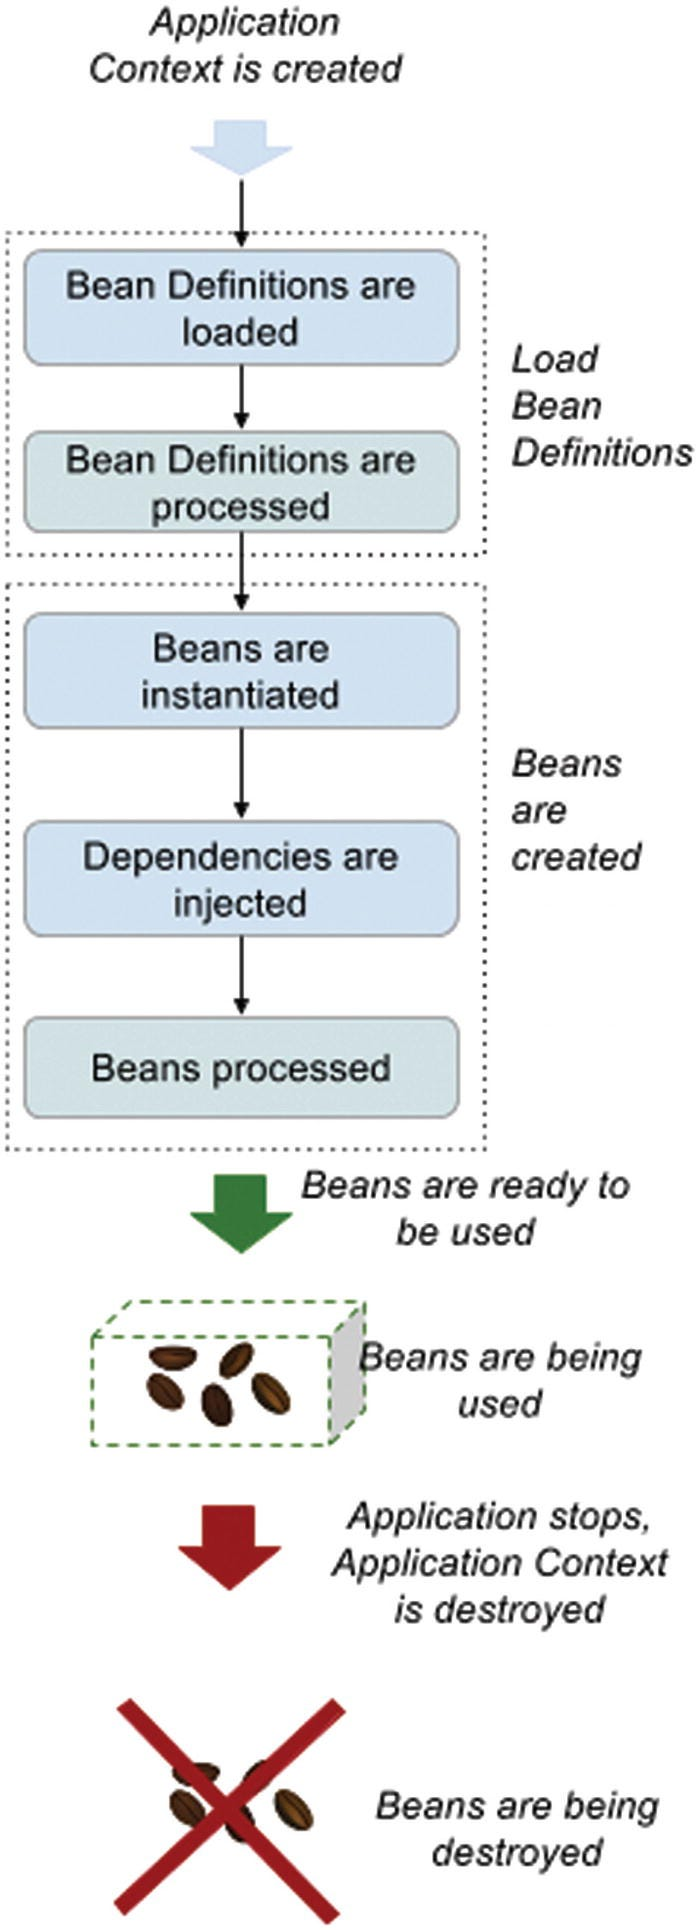 Application
Context is created
Bean Definitions are
loaded
Load
Bean
Definitions
Bean Definitions are
processed
Beans are
instantiated
Beans
are
created
Dependencies are
injected
Beans processed
Beans are ready to
be used
Beans are being
used
Application stops,
Application Context
is destroyed
Beans are being
destroyed